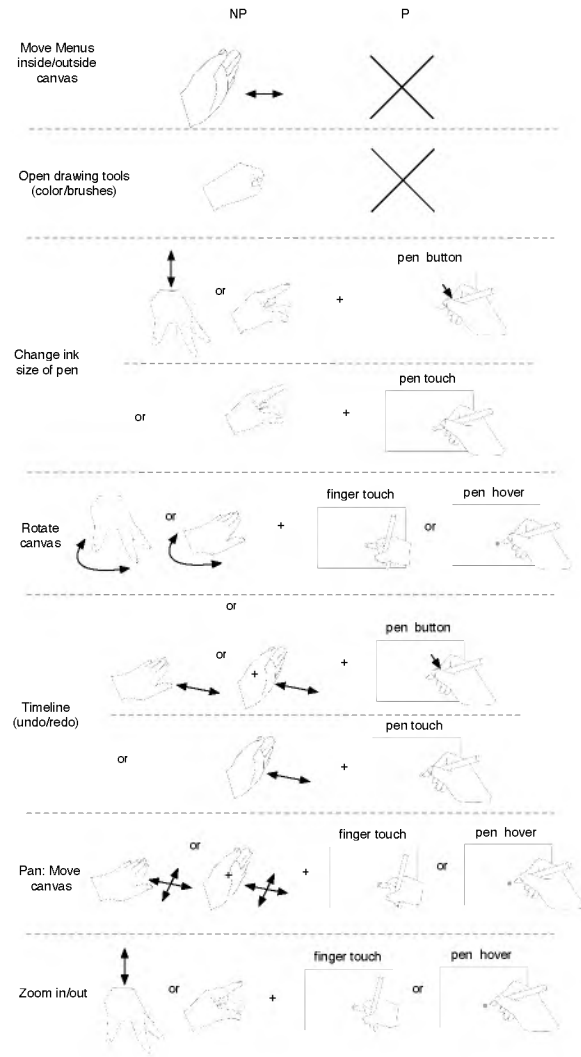 NP P
Move Menus
inside/outside
canvas
Open drawing tools
(color/brushes)
pen button
or +
Change ink
size of pen
pen touch
or +
finger touch pen hover
or + or
Rotate
canvas
or
pen button
or +
+
Timeline
(undo/redo)
pen touch
or +
finger touch pen hover
or + or
Pan: Move
canvas
+
finger touch pen hover
Zoom in/out or + or